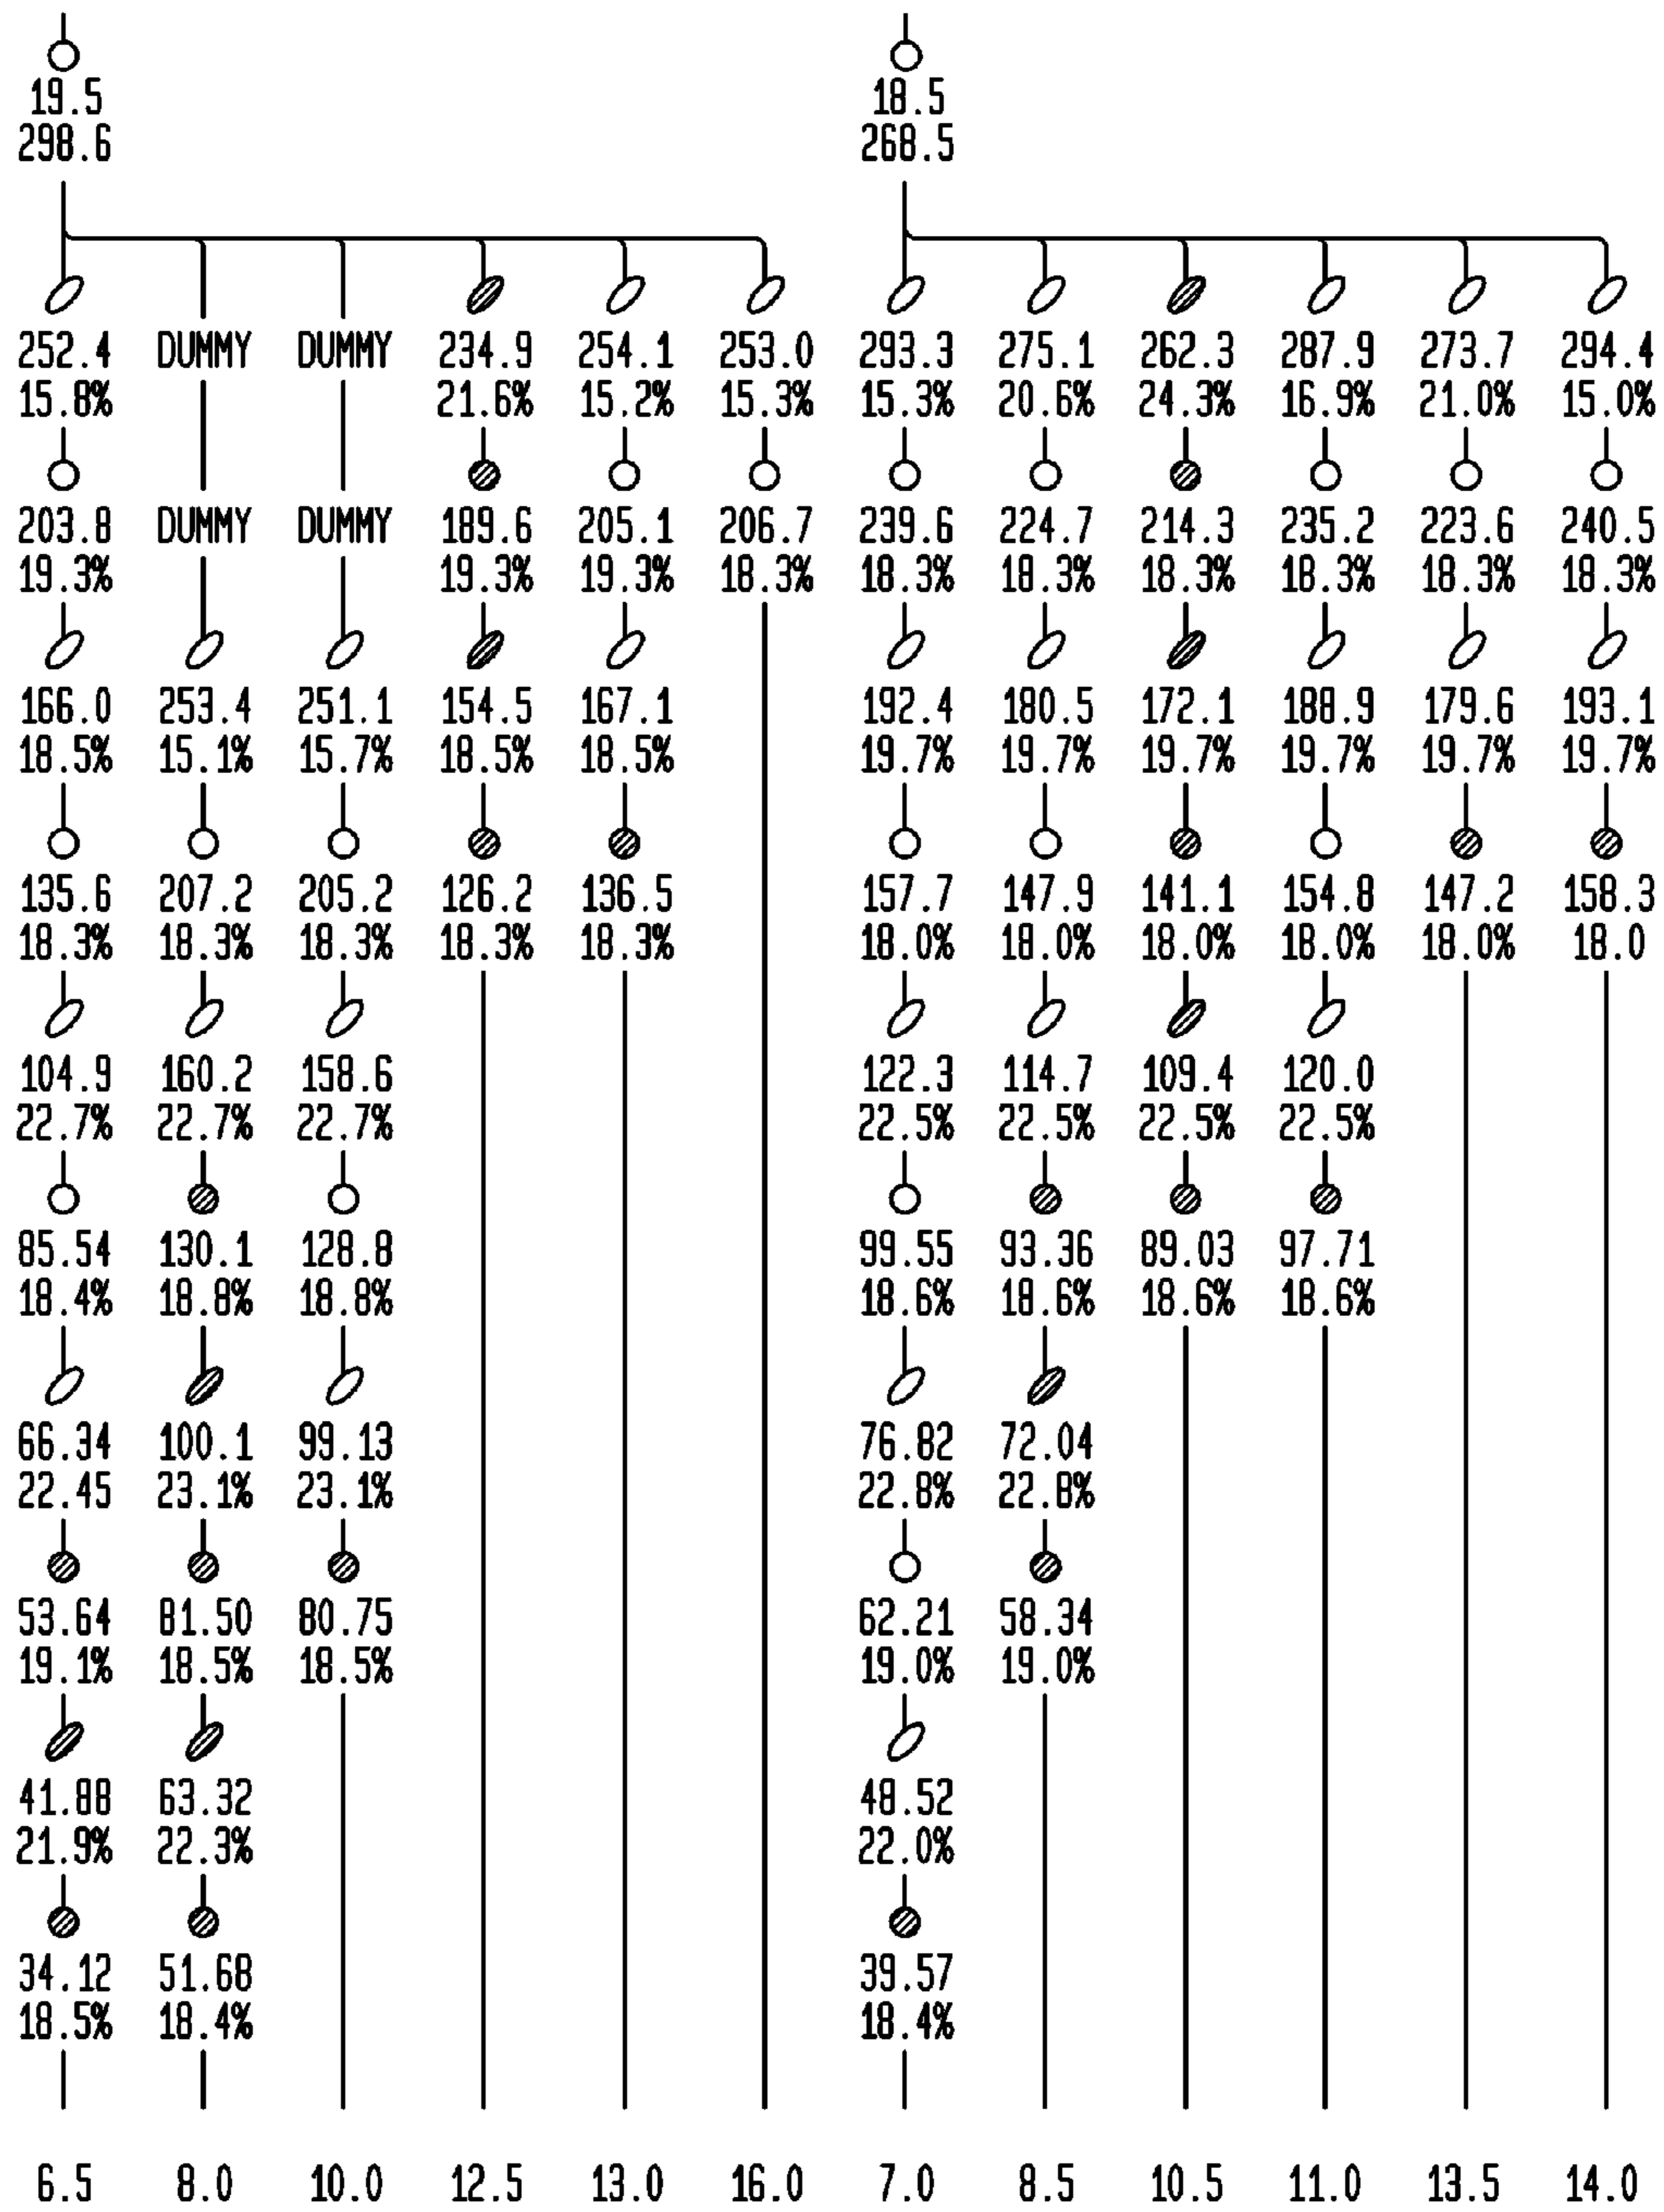 19.5 18.5
298.6 268.5
252.4 DUMMY DUMMY 234.9 254.1 253.0 293.3 275.1 262.3 287.9 273.7 294.4
15.8% 21.6% 15.2% 15.3% 15.3% 20.6% 24.3% 16.9% 21.0% 15.0%
203.8 DUMMY DUMMY 189.6 205.1 206.7 239.6 224.7 214.3 235.2 223.6 240.5
19.3% 19.3% 19.3% 18.3% 18.3% 18.3% 18.3% 18.3% 18.3% 18.3%
166.0 253.4 251.1 154.5 167.1 192.4 180.5 172.1 188.9 179.6 193.1
18.5% 15.1% 15.7% 18.5% 18.5% 19.7% 19.7% 19.7% 19.7% 19.7% 19.7%
135.6 207.2 205.2 126.2 136.5 157.7 147.9 141.1 154.8 147.2 158.3
18.3% 18.3% 18.3% 18.3% 18.3% 18.0% 18.0% 18.0% 18.0% 18.0% 18.0
104.9 160.2 158.6 122.3 114.7 109.4 120.0
22.7% 22.7% 22.7% 22.5% 22.5% 22.5% 22.5%
85.54 130.1 128.8 99.55 93.36 89.03 97.71
18.4% 18.8% 18.8% 18.6% 18.6% 18.6% 18.6%
66.34 100.1 99.13 76.82 72.04
22.45 23.1% 23.1% 22.8% 22.8%
53.64 81.50 80.75 62.21 58.34
19.1% 18.5% 18.5% 19.0% 19.0%
41.88 63.32 48.52
21.9% 22.3% 22.0%
34.12 51.68 39.57
18.5% 18.4% 18.4%
6.5 8.0 10.0 12.5 13.0 16.0 7.0 8.5 10.5 11.0 13.5 14.0